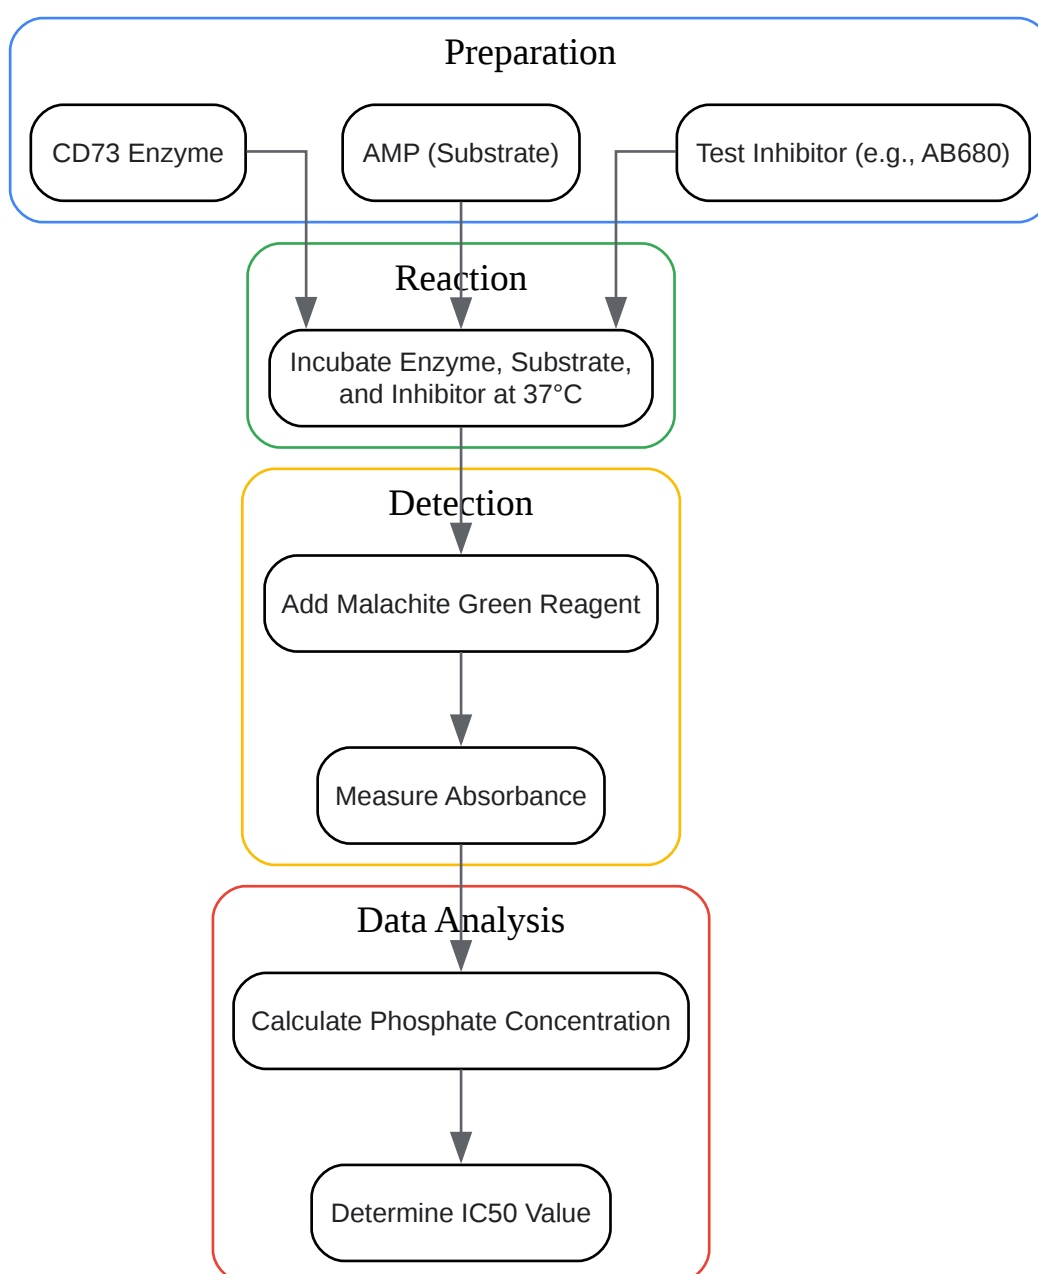 Preparation
CD73 Enzyme
AMP (Substrate)
Test Inhibitor (e.g., AB680)
Reaction
Incubate Enzyme, Substrate,
and Inhibitor at 37°C
Detection
Add Malachite Green Reagent
Measure Absorbance
Data Analysis
Calculate Phosphate Concentration
Determine IC50 Value